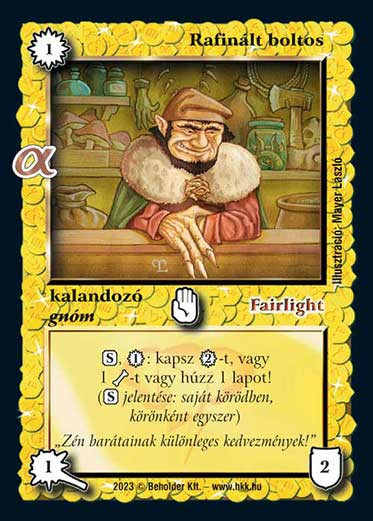 1
Rafinált boltos
α
Illusztráció: Mayer László
kalandozó
gnóm
Fairlight
S, 1: kapsz 2-t, vagy
1 -t vagy húzz 1 lapot!
(S jelentése: saját körödben,
körönként egyszer)
„Zén barátainak különleges kedvezmények!”
1
2023 © Beholder Kft. – www.hkk.hu
2